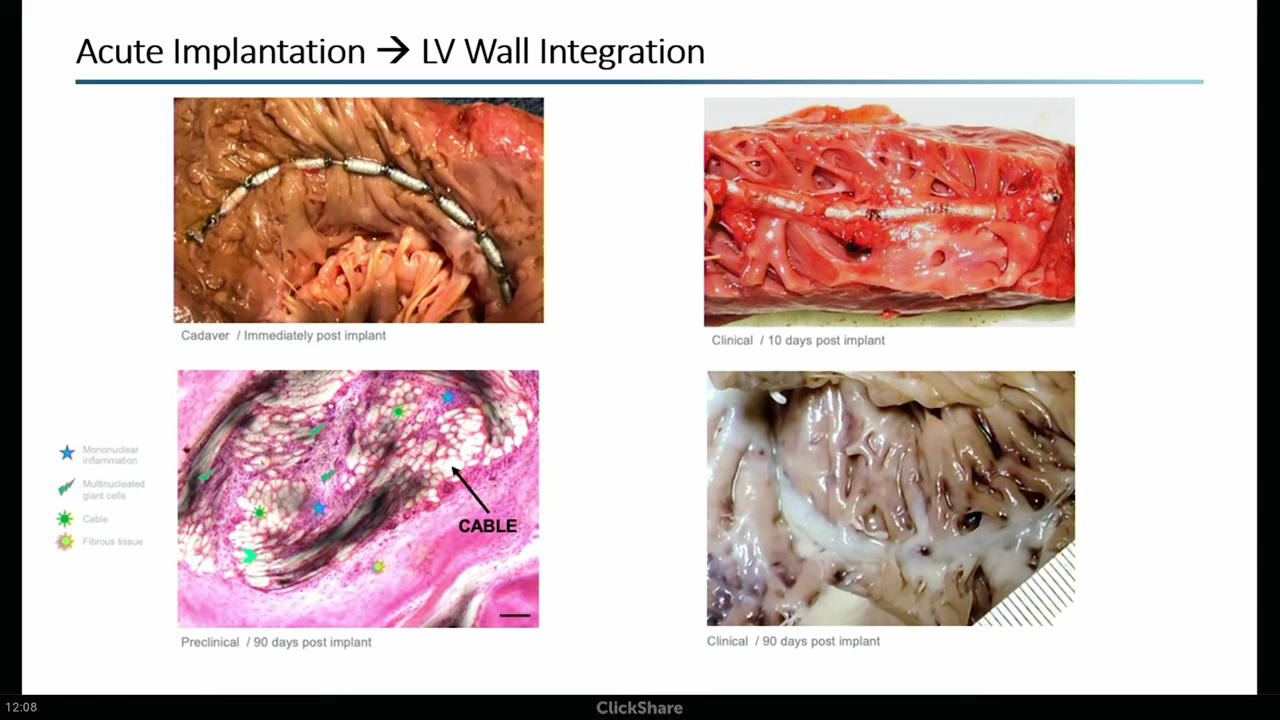 Acute Implantation → LV Wall Integration
Cadaver / Immediately post implant
Clinical / 10 days post implant
Mononuclear
inflammation
Multinucleated
giant cells
Cable
Fibrous tissue
CABLE
Preclinical / 90 days post implant
Clinical / 90 days post implant
12:08
ClickShare